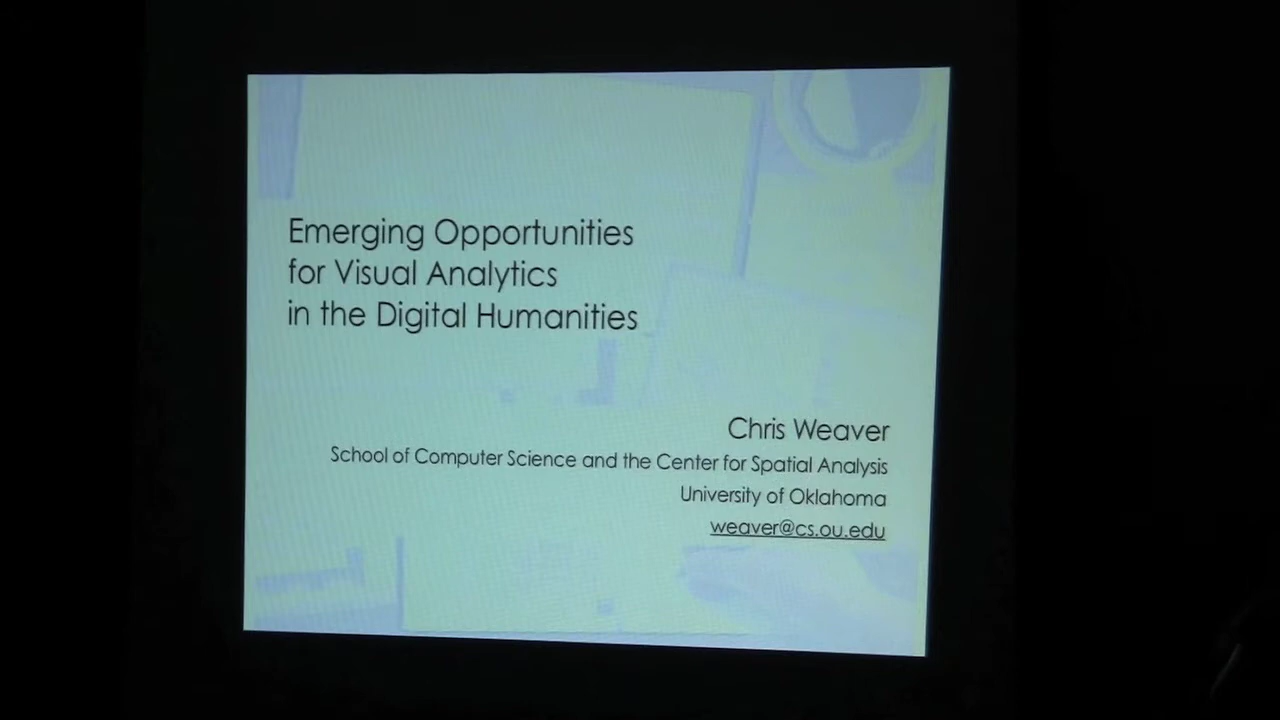 Emerging Opportunities
for Visual Analytics
in the Digital Humanities
Chris Weaver
School of Computer Science and the Center for Spatial Analysis
University of Oklahoma
weaver@cs.ou.edu